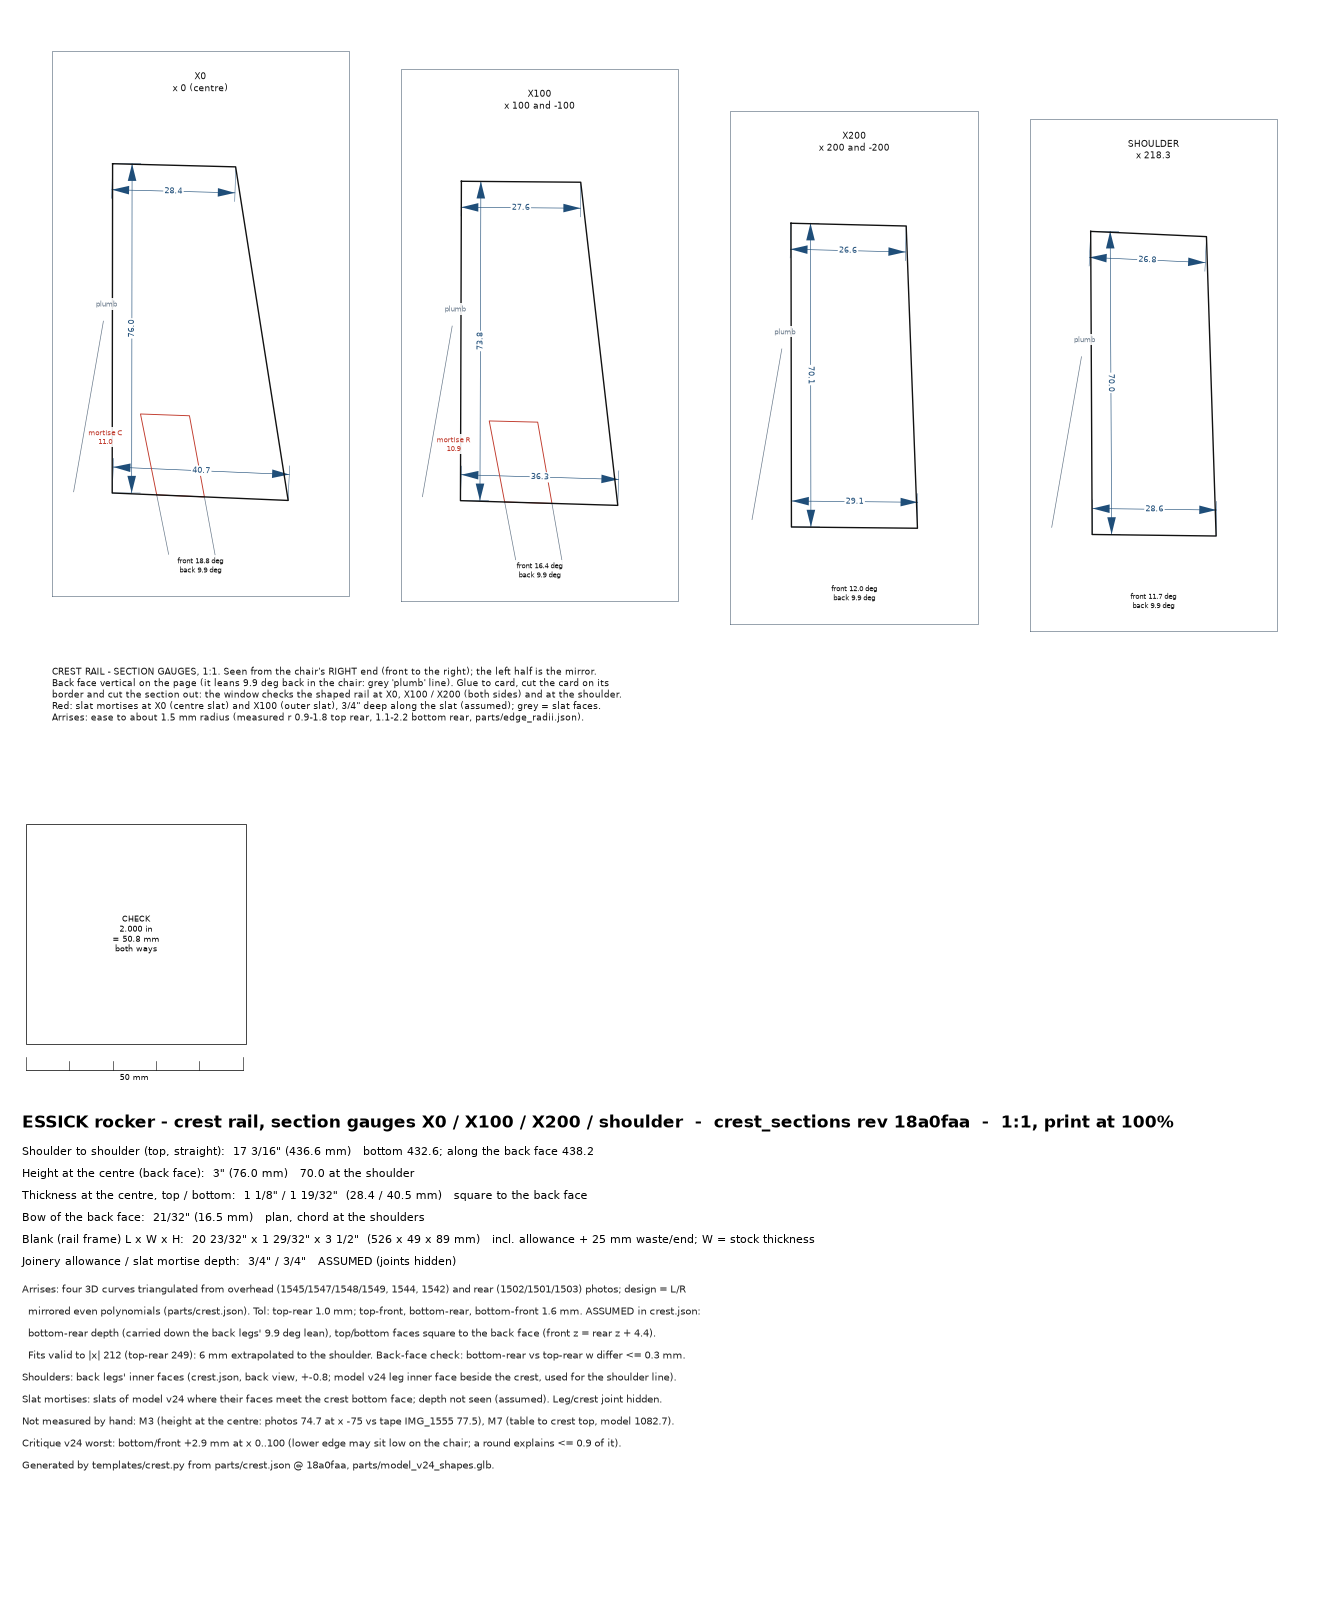 X0
x 0 (centre)
28.4
76.0
plumb
mortise C
11.0
40.7
front 18.8 deg
back 9.9 deg
X100
x 100 and -100
27.6
73.8
plumb
mortise R
10.9
36.3
front 16.4 deg
back 9.9 deg
X200
x 200 and -200
26.6
70.1
plumb
29.1
front 12.0 deg
back 9.9 deg
SHOULDER
x 218.3
26.8
70.0
plumb
28.6
front 11.7 deg
back 9.9 deg
CREST RAIL - SECTION GAUGES, 1:1. Seen from the chair's RIGHT end (front to the right); the left half is the mirror.
Back face vertical on the page (it leans 9.9 deg back in the chair: grey 'plumb' line). Glue to card, cut the card on its
border and cut the section out: the window checks the shaped rail at X0, X100 / X200 (both sides) and at the shoulder.
Red: slat mortises at X0 (centre slat) and X100 (outer slat), 3/4" deep along the slat (assumed); grey = slat faces.
Arrises: ease to about 1.5 mm radius (measured r 0.9-1.8 top rear, 1.1-2.2 bottom rear, parts/edge_radii.json).
CHECK
2.000 in
= 50.8 mm
both ways
50 mm
ESSICK rocker - crest rail, section gauges X0 / X100 / X200 / shoulder  -  crest_sections rev 18a0faa  -  1:1, print at 100%
Shoulder to shoulder (top, straight):  17 3/16" (436.6 mm)   bottom 432.6; along the back face 438.2
Height at the centre (back face):  3" (76.0 mm)   70.0 at the shoulder
Thickness at the centre, top / bottom:  1 1/8" / 1 19/32"  (28.4 / 40.5 mm)   square to the back face
Bow of the back face:  21/32" (16.5 mm)   plan, chord at the shoulders
Blank (rail frame) L x W x H:  20 23/32" x 1 29/32" x 3 1/2"  (526 x 49 x 89 mm)   incl. allowance + 25 mm waste/end; W = stock thickness
Joinery allowance / slat mortise depth:  3/4" / 3/4"   ASSUMED (joints hidden)
Arrises: four 3D curves triangulated from overhead (1545/1547/1548/1549, 1544, 1542) and rear (1502/1501/1503) photos; design = L/R
mirrored even polynomials (parts/crest.json). Tol: top-rear 1.0 mm; top-front, bottom-rear, bottom-front 1.6 mm. ASSUMED in crest.json:
bottom-rear depth (carried down the back legs' 9.9 deg lean), top/bottom faces square to the back face (front z = rear z + 4.4).
Fits valid to |x| 212 (top-rear 249): 6 mm extrapolated to the shoulder. Back-face check: bottom-rear vs top-rear w differ <= 0.3 mm.
Shoulders: back legs' inner faces (crest.json, back view, +-0.8; model v24 leg inner face beside the crest, used for the shoulder line).
Slat mortises: slats of model v24 where their faces meet the crest bottom face; depth not seen (assumed). Leg/crest joint hidden.
Not measured by hand: M3 (height at the centre: photos 74.7 at x -75 vs tape IMG_1555 77.5), M7 (table to crest top, model 1082.7).
Critique v24 worst: bottom/front +2.9 mm at x 0..100 (lower edge may sit low on the chair; a round explains <= 0.9 of it).
Generated by templates/crest.py from parts/crest.json @ 18a0faa, parts/model_v24_shapes.glb.